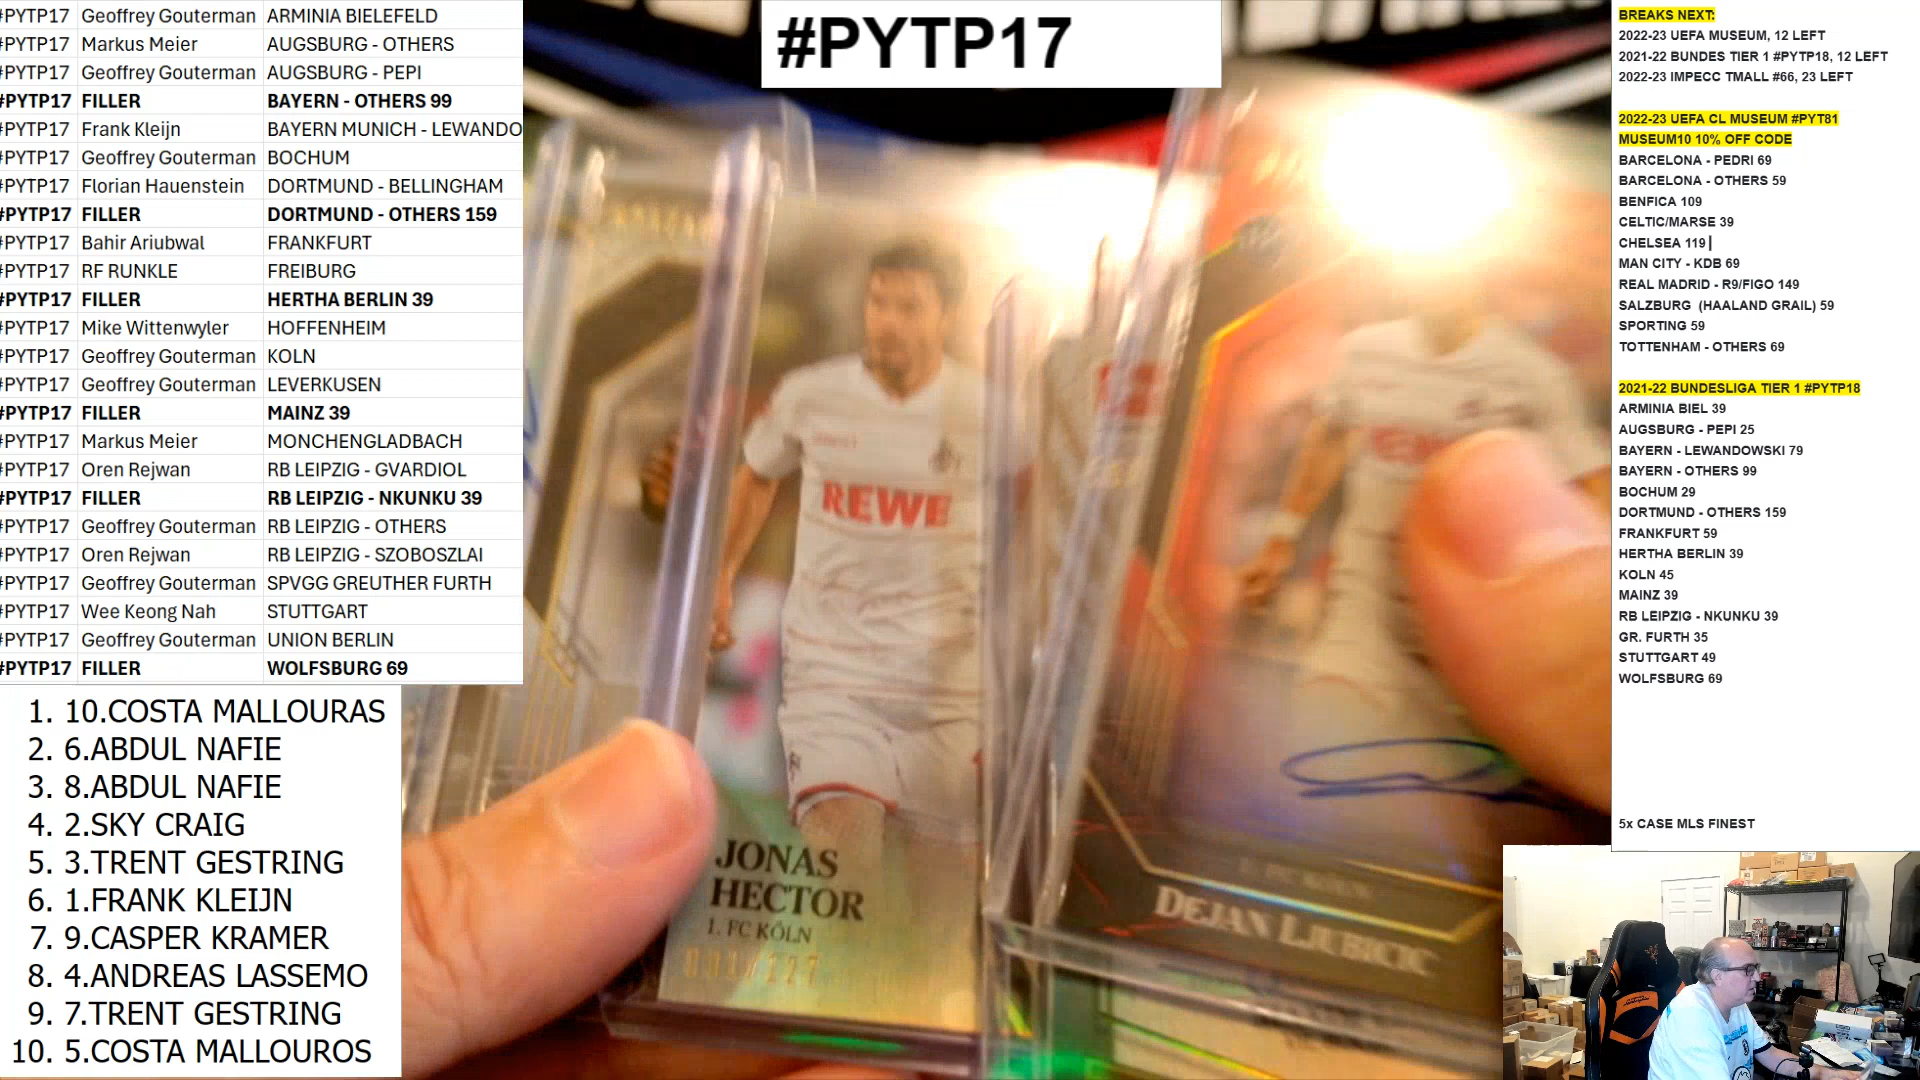 #PYTP17 Geoffrey Gouterman ARMINIA BIELEFELD
#PYTP17 Markus Meier AUGSBURG - OTHERS
#PYTP17 Geoffrey Gouterman AUGSBURG - PEPI
#PYTP17 FILLER BAYERN - OTHERS 99
#PYTP17 Frank Kleijn BAYERN MUNICH - LEWANDO
#PYTP17 Geoffrey Gouterman BOCHUM
#PYTP17 Florian Hauenstein DORTMUND - BELLINGHAM
#PYTP17 FILLER DORTMUND - OTHERS 159
#PYTP17 Bahir Ariubwal FRANKFURT
#PYTP17 RF RUNKLE FREIBURG
#PYTP17 FILLER HERTHA BERLIN 39
#PYTP17 Mike Wittenwyler HOFFENHEIM
#PYTP17 Geoffrey Gouterman KOLN
#PYTP17 Geoffrey Gouterman LEVERKUSEN
#PYTP17 FILLER MAINZ 39
#PYTP17 Markus Meier MONCHENGLADBACH
#PYTP17 Oren Rejwan RB LEIPZIG - GVARDIOL
#PYTP17 FILLER RB LEIPZIG - NKUNKU 39
#PYTP17 Geoffrey Gouterman RB LEIPZIG - OTHERS
#PYTP17 Oren Rejwan RB LEIPZIG - SZOBOSZLAI
#PYTP17 Geoffrey Gouterman SPVGG GREUTHER FURTH
#PYTP17 Wee Keong Nah STUTTGART
#PYTP17 Geoffrey Gouterman UNION BERLIN
#PYTP17 FILLER WOLFSBURG 69
1. 10.COSTA MALLOURAS
2. 6.ABDUL NAFIE
3. 8.ABDUL NAFIE
4. 2.SKY CRAIG
5. 3.TRENT GESTRING
6. 1.FRANK KLEIJN
7. 9.CASPER KRAMER
8. 4.ANDREAS LASSEMO
9. 7.TRENT GESTRING
10. 5.COSTA MALLOUROS
#PYTP17
REWE
JONAS
HECTOR
1. FC KÖLN
DEJAN LJUBICIC
BREAKS NEXT:
2022-23 UEFA MUSEUM, 12 LEFT
2021-22 BUNDES TIER 1 #PYTP18, 12 LEFT
2022-23 IMPECC TMALL #66, 23 LEFT
2022-23 UEFA CL MUSEUM #PYT81
MUSEUM10 10% OFF CODE
BARCELONA - PEDRI 69
BARCELONA - OTHERS 59
BENFICA 109
CELTIC/MARSE 39
CHELSEA 119
MAN CITY - KDB 69
REAL MADRID - R9/FIGO 149
SALZBURG (HAALAND GRAIL) 59
SPORTING 59
TOTTENHAM - OTHERS 69
2021-22 BUNDESLIGA TIER 1 #PYTP18
ARMINIA BIEL 39
AUGSBURG - PEPI 25
BAYERN - LEWANDOWSKI 79
BAYERN - OTHERS 99
BOCHUM 29
DORTMUND - OTHERS 159
FRANKFURT 59
HERTHA BERLIN 39
KOLN 45
MAINZ 39
RB LEIPZIG - NKUNKU 39
GR. FURTH 35
STUTTGART 49
WOLFSBURG 69
5x CASE MLS FINEST